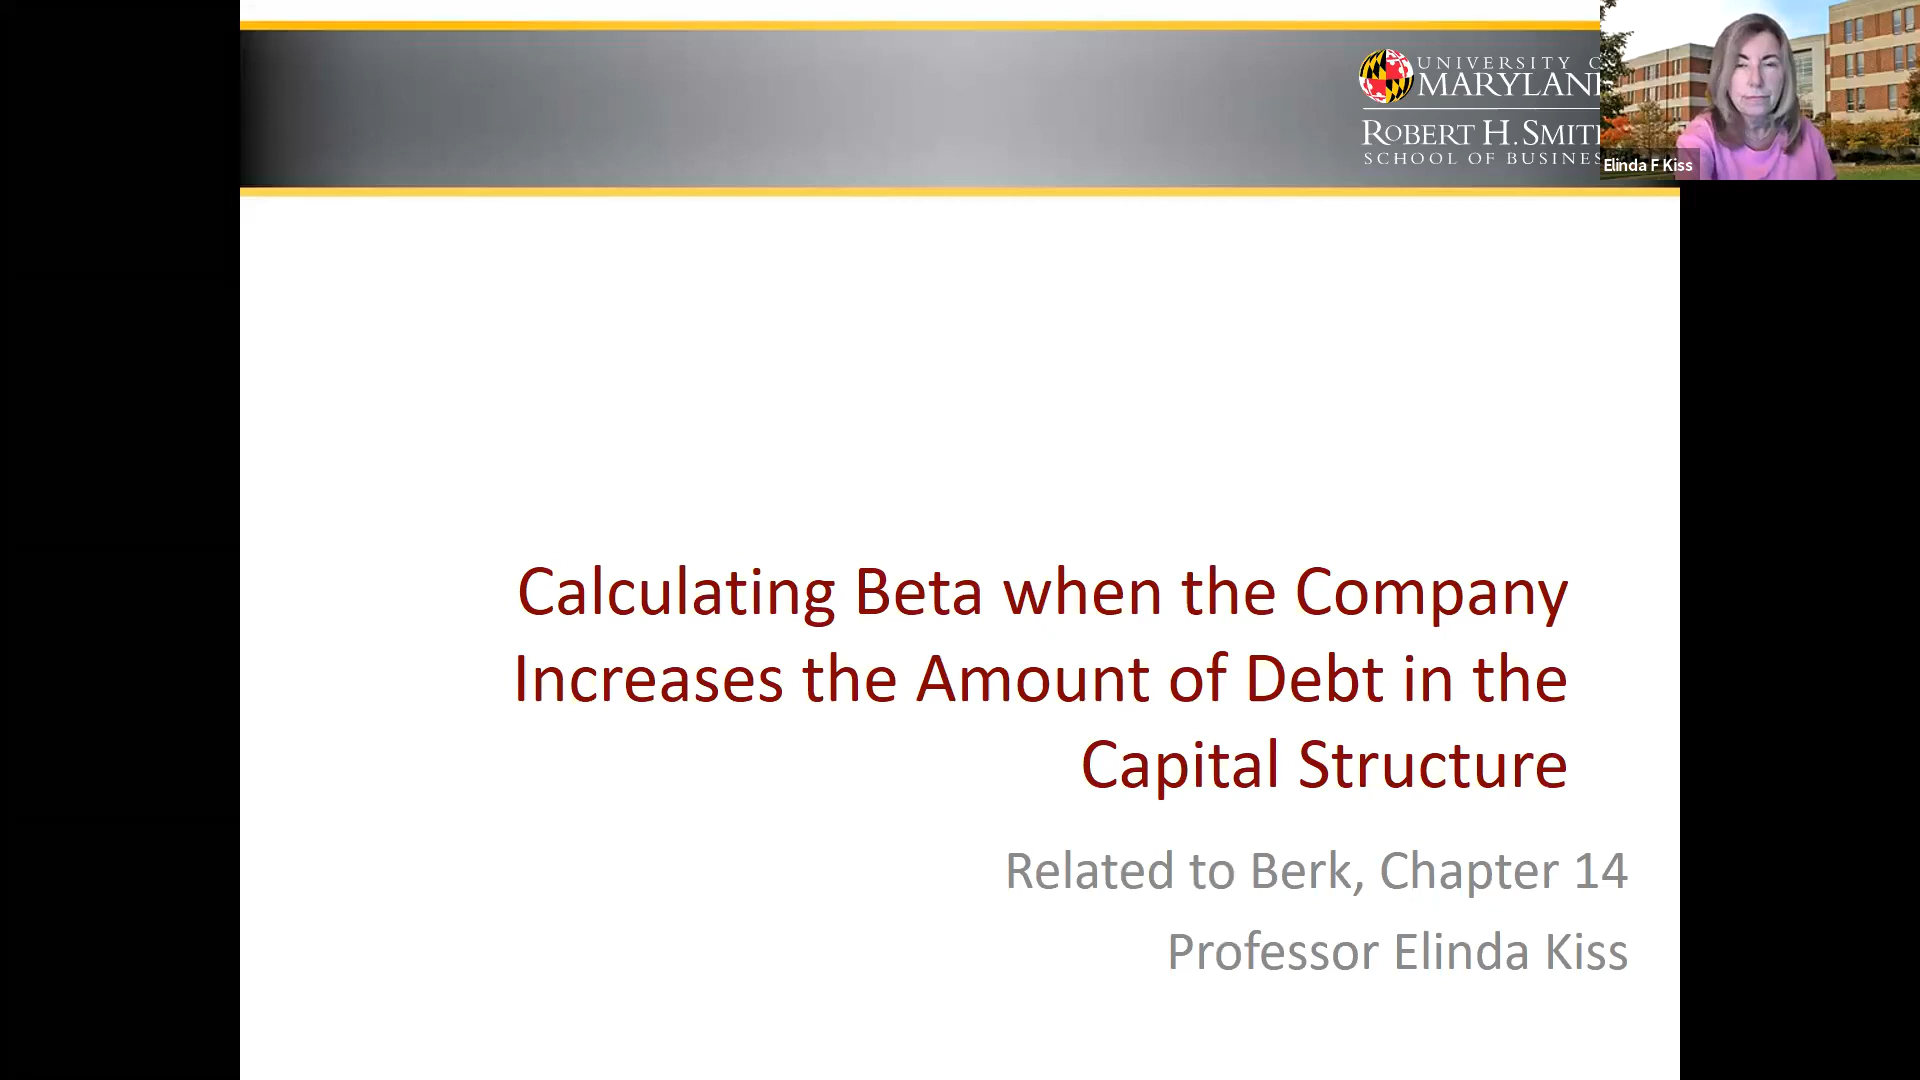 UNIVERSITY O
MARYLAN
ROBERT H. SMIT
SCHOOL OF BUSINES
Elinda F Kiss
Calculating Beta when the Company
Increases the Amount of Debt in the
Capital Structure
Related to Berk, Chapter 14
Professor Elinda Kiss